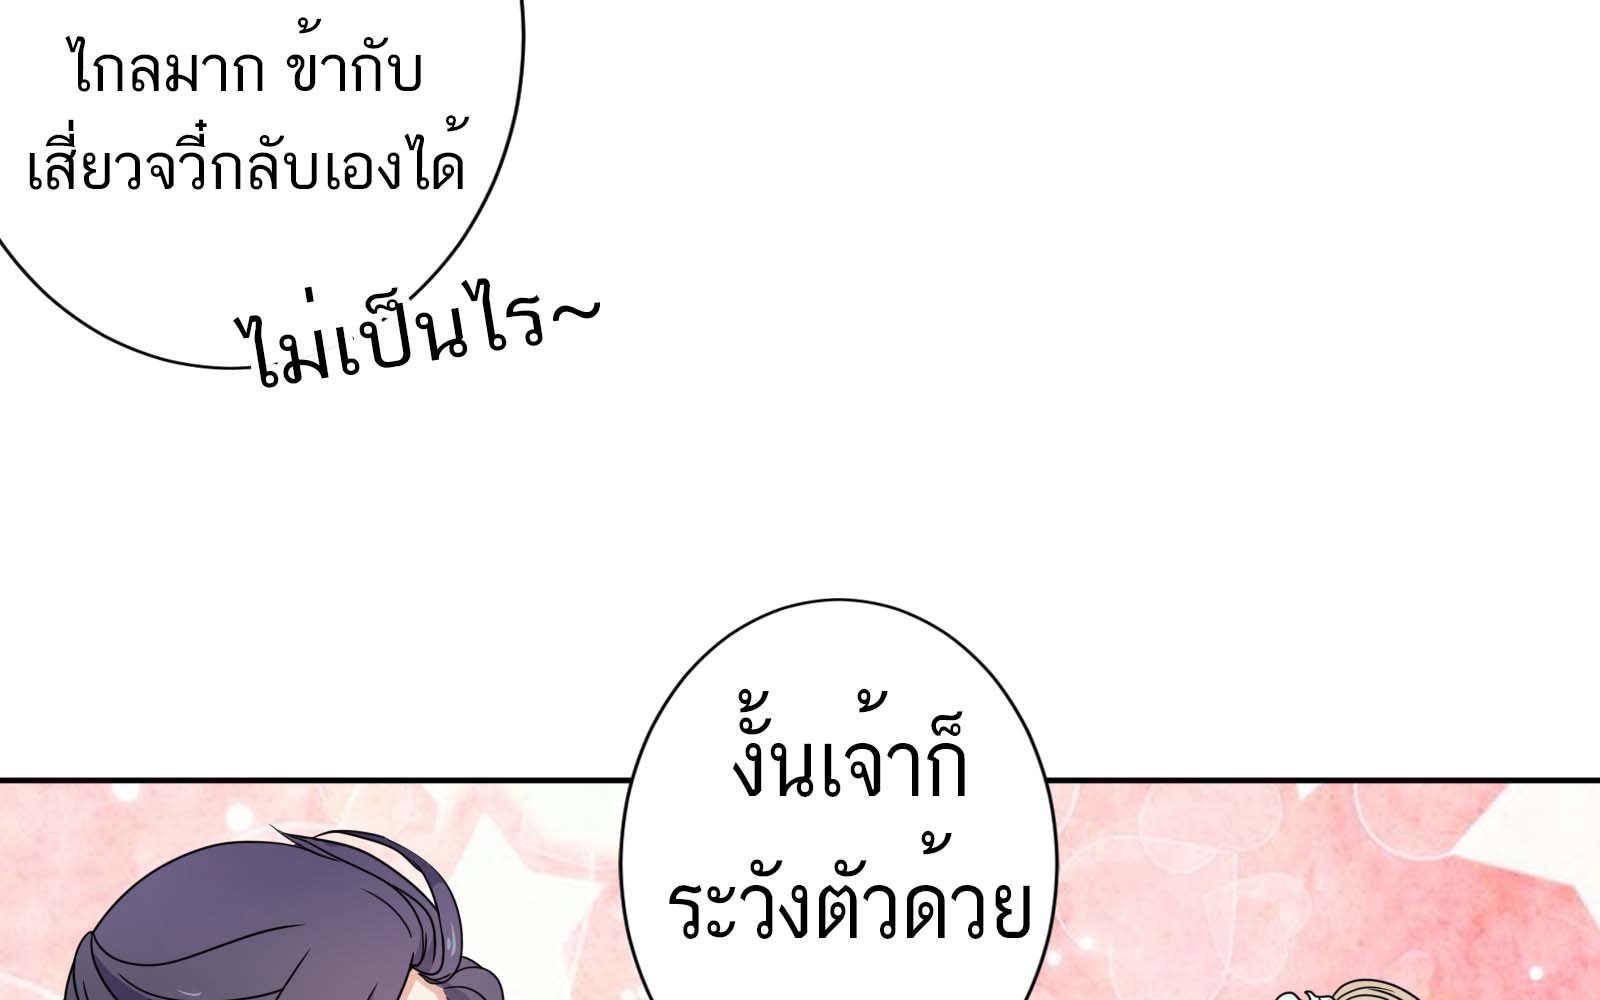 ไกลมาก ข้ากับ
เสี่ยวจวี๋กลับเองได้
ไม่เป็นไร~
งั้นเจ้าก็
ระวังตัวด้วย